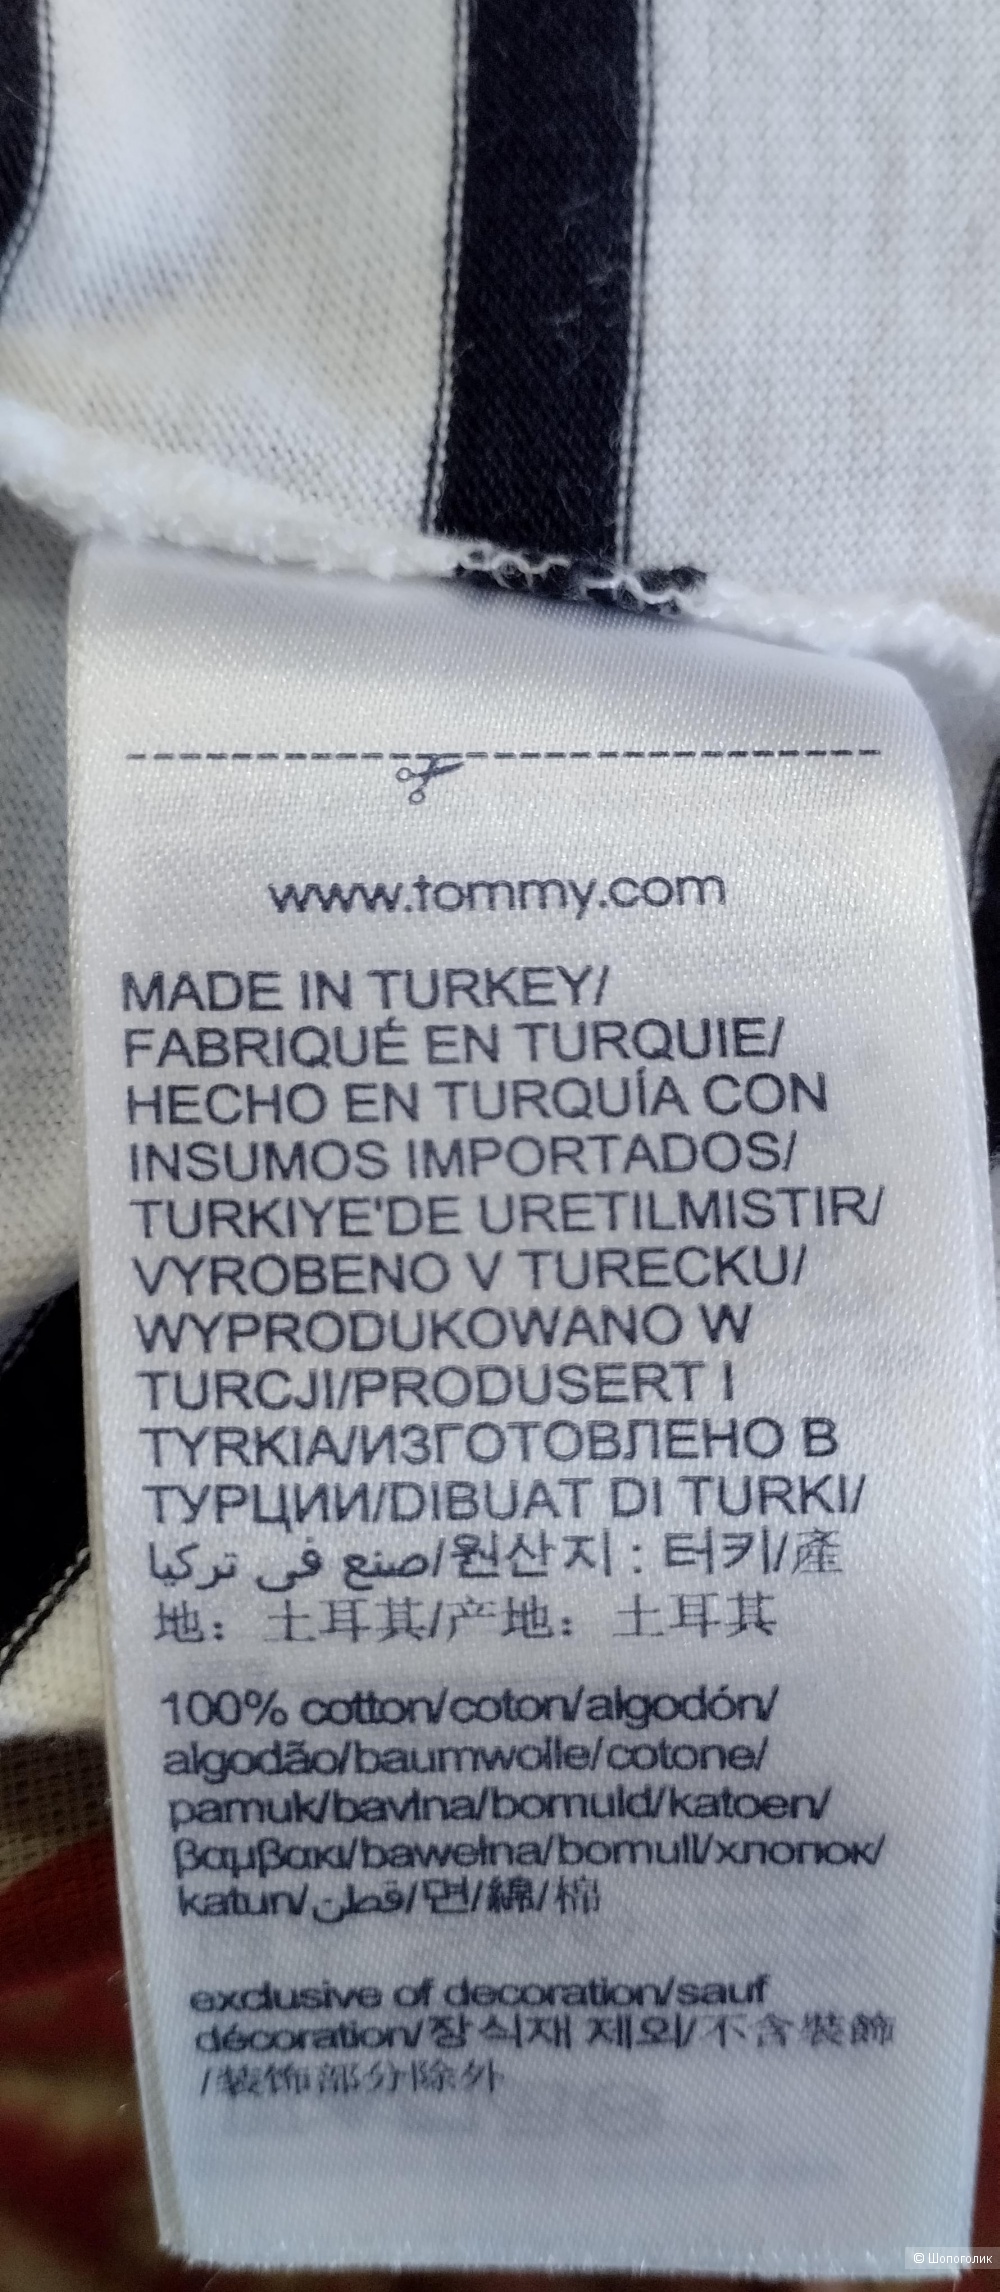 www.tommy.com
MADE IN TURKEY/
FABRIQUÉ EN TURQUIE/
HECHO EN TURQUÍA CON
INSUMOS IMPORTADOS/
TURKIYE'DE URETILMISTIR/
VYROBENO V TURECKU/
WYPRODUKOWANO W
TURCJI/PRODUSERT I
TYRKIA/ИЗГОТОВЛЕНО В
ТУРЦИИ/DIBUAT DI TURKI/
صنع في تركيا/원산지 : 터키/產
地：土耳其/产地：土耳其
100% cotton/coton/algodón/
algodão/baumwolle/cotone/
pamuk/bavlna/bomuld/katoen/
βαμβακι/bawełna/bomull/хлопок/
katun/قطن/면/綿/棉
exclusive of decoration/sauf
décoration/장식재 제외/不含裝飾
/装饰部分除外
© Шопоголик